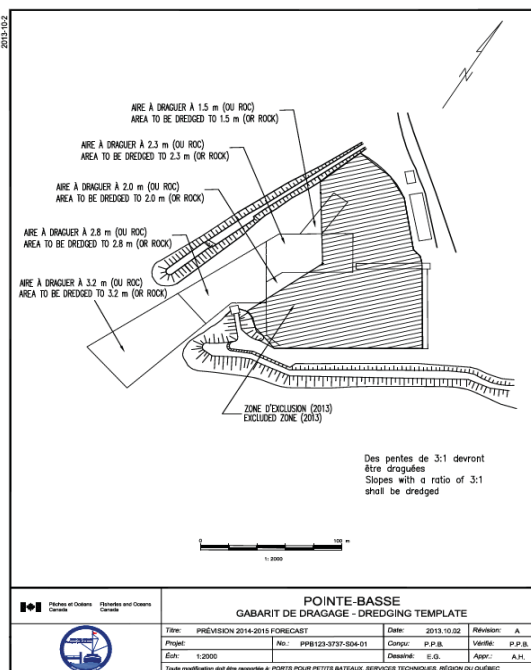 2013-10-2
AIRE À DRAGUER À 1.5 m (OU ROC)
AREA TO BE DREDGED TO 1.5 m (OR ROCK)
AIRE À DRAGUER À 2.3 m (OU ROC)
AREA TO BE DREDGED TO 2.3 m (OR ROCK)
AIRE À DRAGUER À 2.0 m (OU ROC)
AREA TO BE DREDGED TO 2.0 m (OR ROCK)
AIRE À DRAGUER À 2.8 m (OU ROC)
AREA TO BE DREDGED TO 2.8 m (OR ROCK)
AIRE À DRAGUER À 3.2 m (OU ROC)
AREA TO BE DREDGED TO 3.2 m (OR ROCK)
N
ZONE D'EXCLUSION (2013)
EXCLUDED ZONE (2013)
Des pentes de 3:1 devront
être draguées
Slopes with a ratio of 3:1
shall be dredged
0 100 m
1: 2000
Pêches et Océans Fisheries and Oceans
Canada Canada
POINTE-BASSE
GABARIT DE DRAGAGE - DREDGING TEMPLATE
Titre: PRÉVISION 2014-2015 FORECAST Date: 2013.10.02 Révision: A
Projet: No.: PPB123-3737-S04-01 Conçu: P.P.B. Vérifié: P.P.B.
Éch: 1:2000 Dessiné: E.G. Appr.: A.H.
Toute modification doit être rapportée à: PORTS POUR PETITS BATEAUX, SERVICES TECHNIQUES, RÉGION DU QUÉBEC